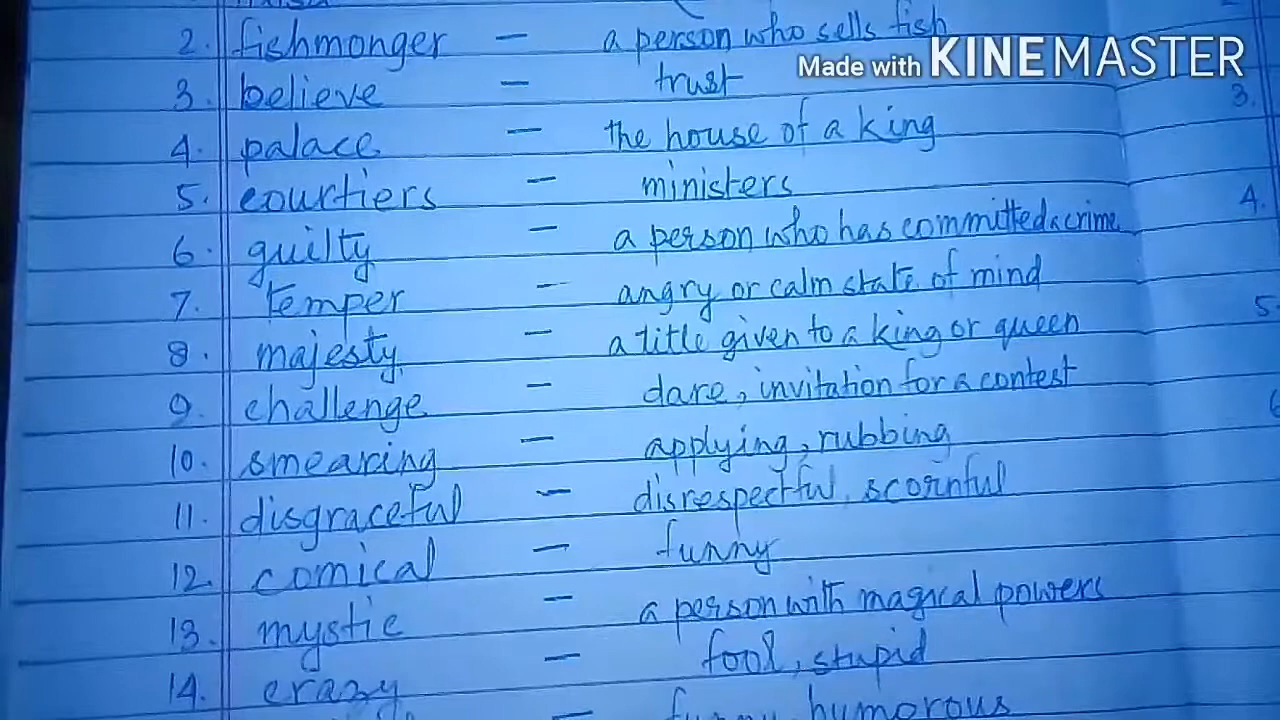 2. fishmonger — a person who sells fish
Made with KINEMASTER
3. believe — trust
3.
4. palace — the house of a king
5. courtiers — ministers
4.
6. guilty — a person who has committed a crime
7. temper — angry or calm state of mind
5.
8. majesty — a title given to a king or queen
9. challenge — dare, invitation for a contest
6
10. smearing — applying, rubbing
11. disgraceful — disrespectful, scornful
12. comical — funny
13. mystic — a person with magical powers
14. crazy — fool, stupid
— funny, humorous